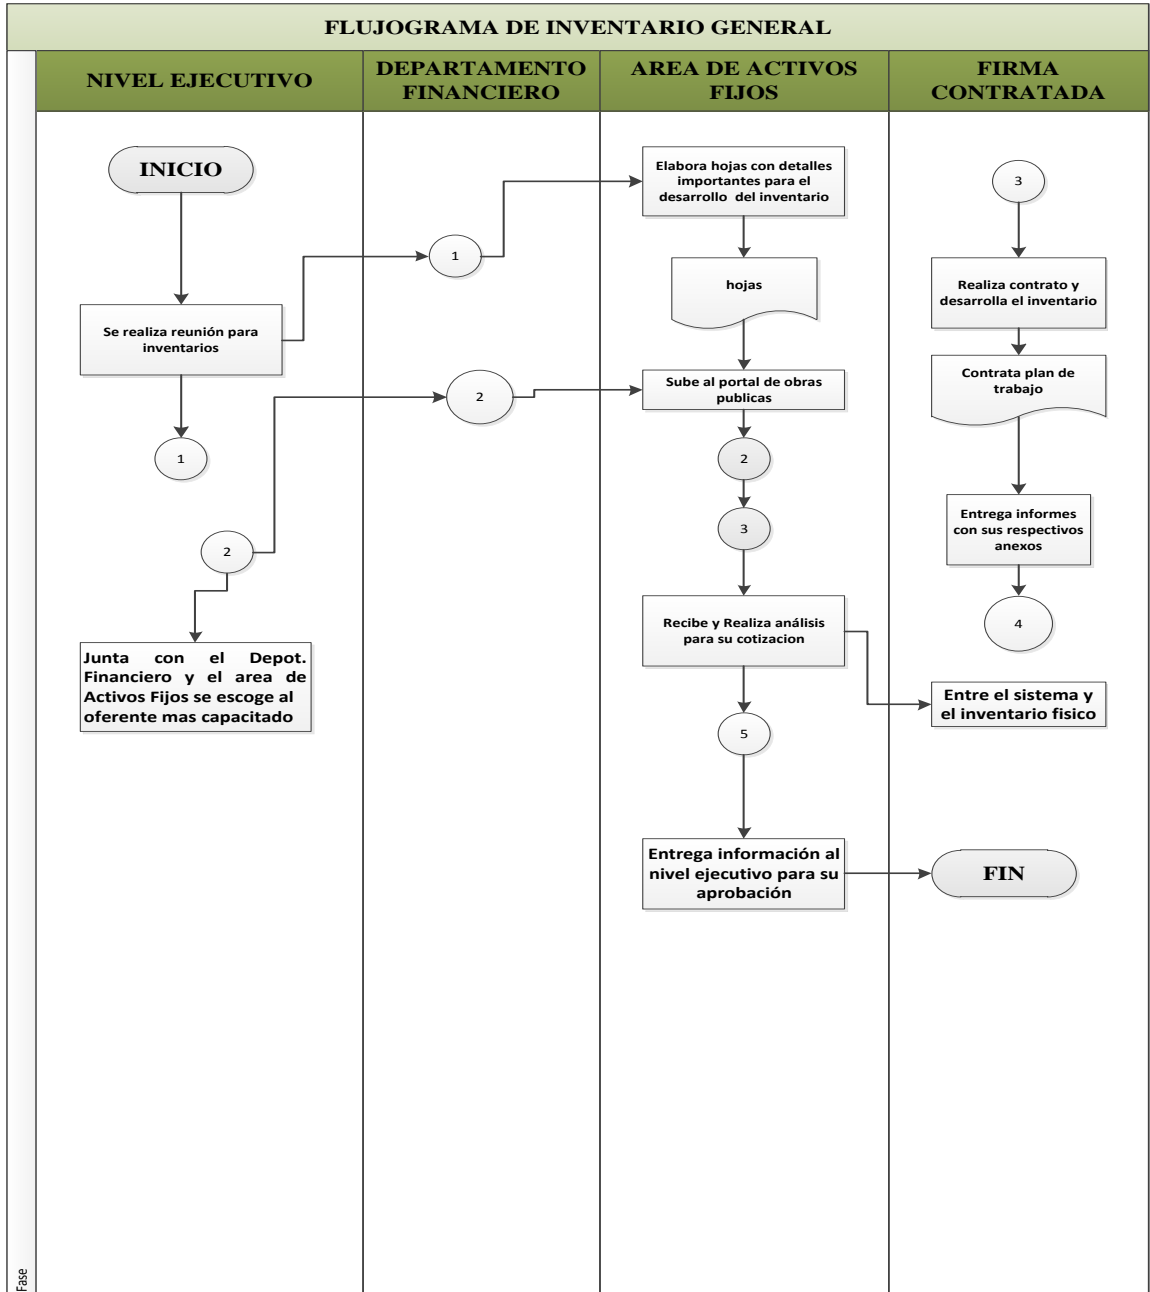 FLUJOGRAMA DE INVENTARIO GENERAL
NIVEL EJECUTIVO
DEPARTAMENTO
FINANCIERO
AREA DE ACTIVOS
FIJOS
FIRMA
CONTRATADA
INICIO
Se realiza reunión para
inventarios
1
2
Junta con el Depot.
Financiero y el area de
Activos Fijos se escoge al
oferente mas capacitado
1
2
Elabora hojas con detalles
importantes para el
desarrollo del inventario
hojas
Sube al portal de obras
publicas
2
3
Recibe y Realiza análisis
para su cotizacion
5
Entrega información al
nivel ejecutivo para su
aprobación
3
Realiza contrato y
desarrolla el inventario
Contrata plan de
trabajo
Entrega informes
con sus respectivos
anexos
4
Entre el sistema y
el inventario fisico
FIN
Fase